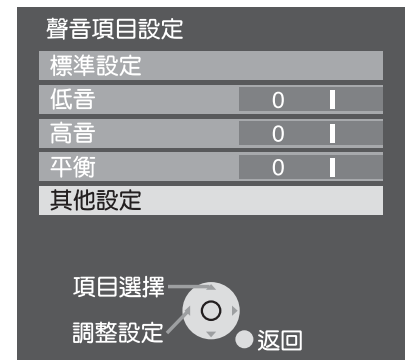 聲音項目設定
標準設定
低音 0
高音 0
平衡 0
其他設定
項目選擇
調整設定
返回